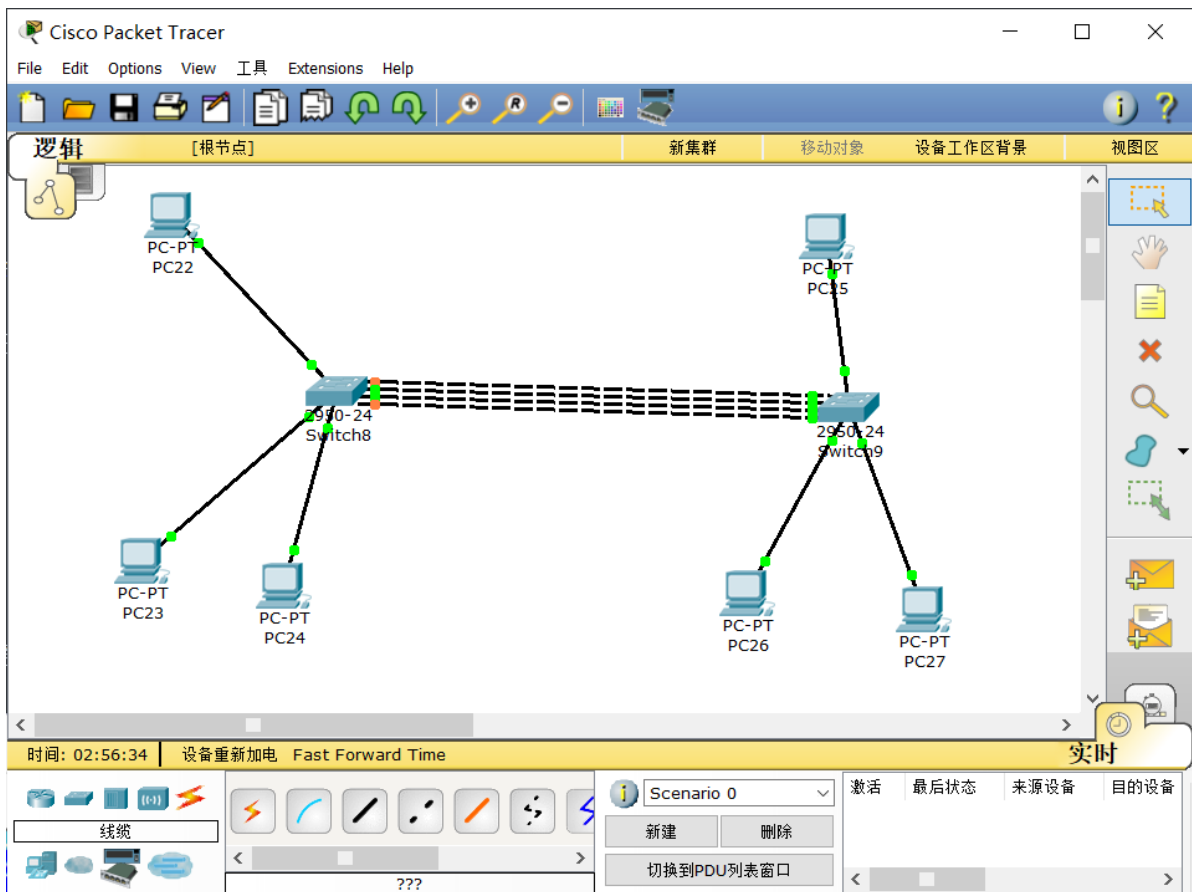 Cisco Packet Tracer
File Edit Options View 工具 Extensions Help
逻辑 [根节点] 新集群 移动对象 设备工作区背景 视图区
PC-PT
PC22
PC-PT
PC25
2950-24
Switch8
2950-24
Switch9
PC-PT
PC23
PC-PT
PC24
PC-PT
PC26
PC-PT
PC27
时间: 02:56:34 设备重新加电 Fast Forward Time 实时
线缆
???
Scenario 0
新建 删除
切换到PDU列表窗口
激活 最后状态 来源设备 目的设备